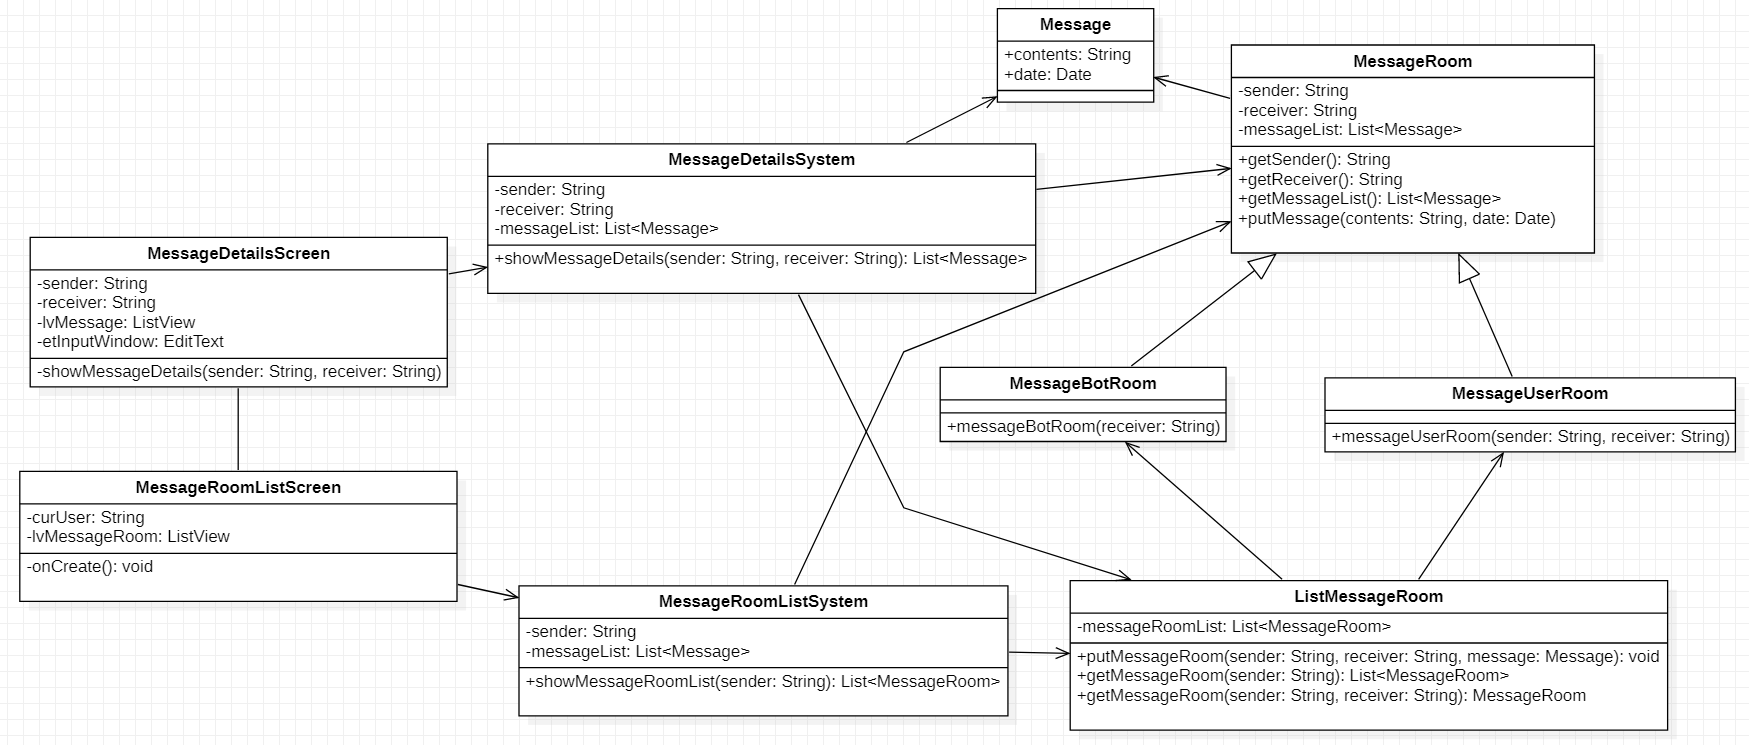 Message
+contents: String
+date: Date
MessageRoom
-sender: String
-receiver: String
-messageList: List<Message>
+getSender(): String
+getReceiver(): String
+getMessageList(): List<Message>
+putMessage(contents: String, date: Date)
MessageDetailsSystem
-sender: String
-receiver: String
-messageList: List<Message>
+showMessageDetails(sender: String, receiver: String): List<Message>
MessageDetailsScreen
-sender: String
-receiver: String
-lvMessage: ListView
-etInputWindow: EditText
-showMessageDetails(sender: String, receiver: String)
MessageBotRoom
+messageBotRoom(receiver: String)
MessageUserRoom
+messageUserRoom(sender: String, receiver: String)
MessageRoomListScreen
-curUser: String
-lvMessageRoom: ListView
-onCreate(): void
MessageRoomListSystem
-sender: String
-messageList: List<Message>
+showMessageRoomList(sender: String): List<MessageRoom>
ListMessageRoom
-messageRoomList: List<MessageRoom>
+putMessageRoom(sender: String, receiver: String, message: Message): void
+getMessageRoom(sender: String): List<MessageRoom>
+getMessageRoom(sender: String, receiver: String): MessageRoom